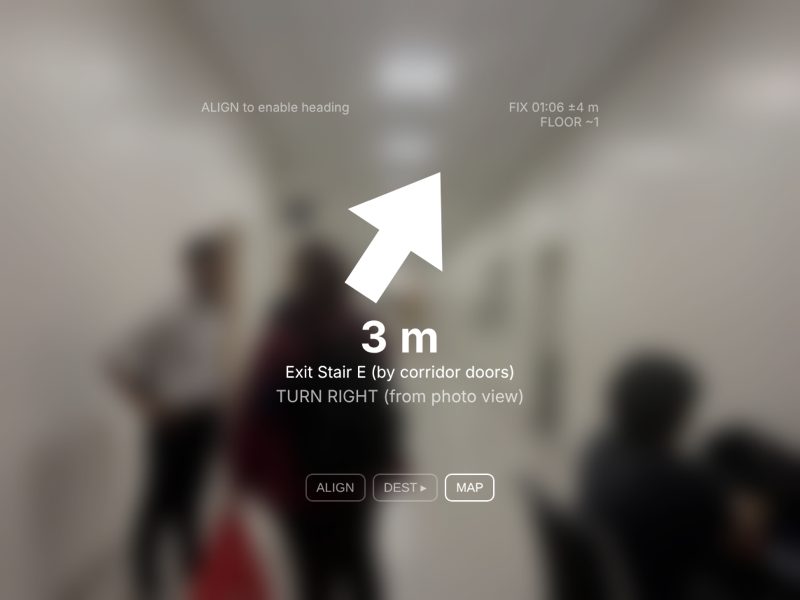 ALIGN to enable heading
FIX 01:06 ±4 m
FLOOR ~1
3 m
Exit Stair E (by corridor doors)
TURN RIGHT (from photo view)
ALIGN
DEST ▸
MAP